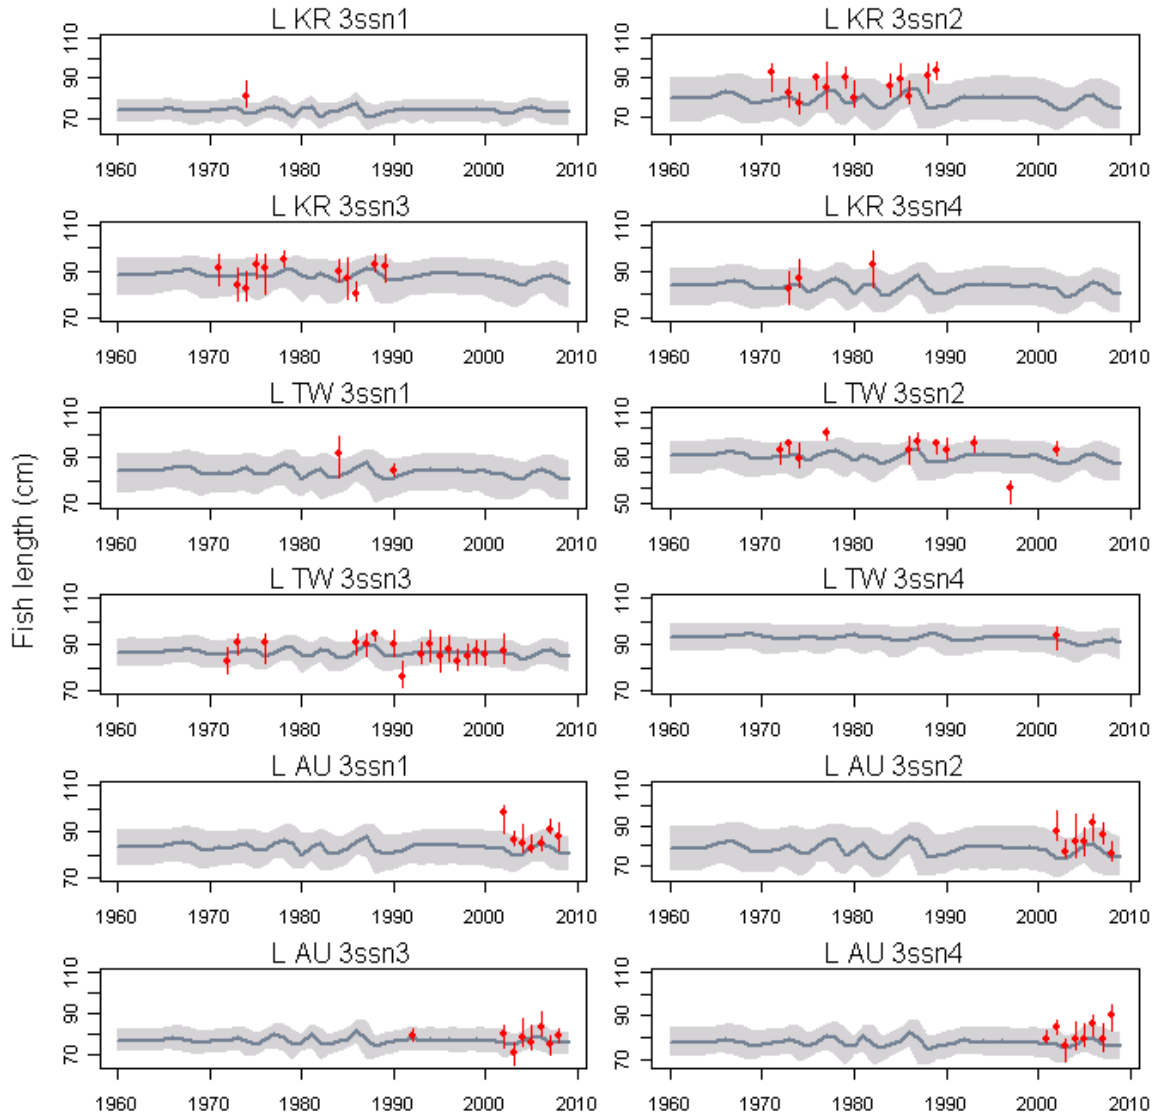 L KR 3ssn1
L KR 3ssn2
70 90 110
70 90 110
1960 1970 1980 1990 2000 2010
1960 1970 1980 1990 2000 2010
L KR 3ssn3
L KR 3ssn4
70 90 110
70 90 110
1960 1970 1980 1990 2000 2010
1960 1970 1980 1990 2000 2010
L TW 3ssn1
L TW 3ssn2
70 90 110
50 80 110
1960 1970 1980 1990 2000 2010
1960 1970 1980 1990 2000 2010
Fish length (cm)
L TW 3ssn3
L TW 3ssn4
70 90 110
70 90 110
1960 1970 1980 1990 2000 2010
1960 1970 1980 1990 2000 2010
L AU 3ssn1
L AU 3ssn2
70 90 110
70 90 110
1960 1970 1980 1990 2000 2010
1960 1970 1980 1990 2000 2010
L AU 3ssn3
L AU 3ssn4
70 90 110
70 90 110
1960 1970 1980 1990 2000 2010
1960 1970 1980 1990 2000 2010